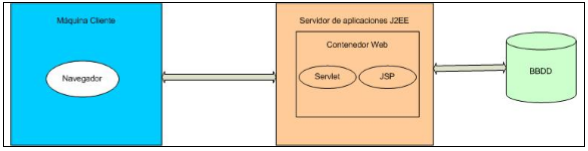 Máquina Cliente
Navegador
Servidor de aplicaciones J2EE
Contenedor Web
Servlet
JSP
BBDD